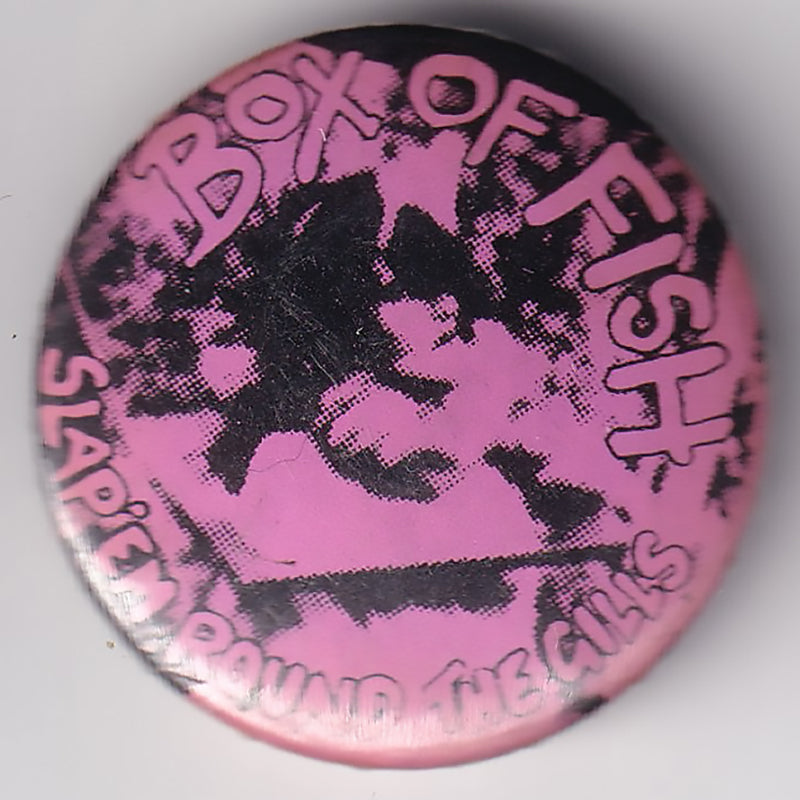 BOX OF FISH
SLAP'EM ROUND THE GILLS